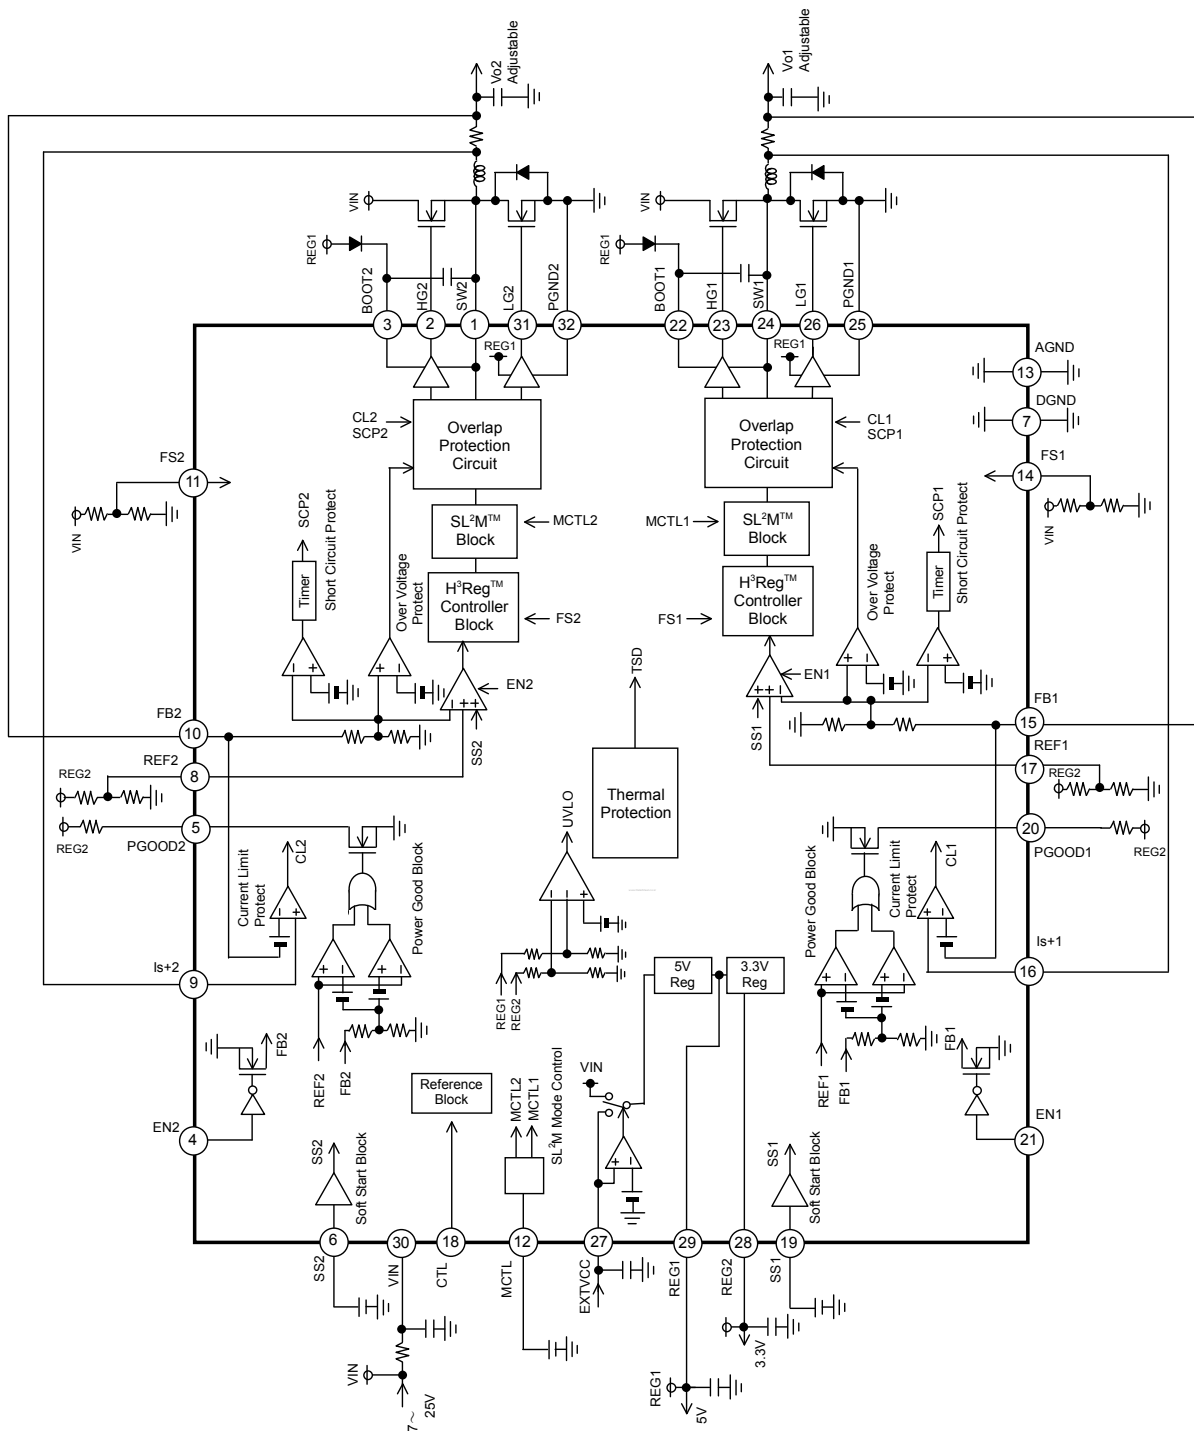 Vo2
Adjustable
Vo1
Adjustable
VIN
VIN
REG1
REG1
BOOT2
HG2
SW2
LG2
PGND2
BOOT1
HG1
SW1
LG1
PGND1
3
2
1
31
32
22
23
24
26
25
REG1
REG1
AGND
13
DGND
7
CL2
SCP2
Overlap
Protection
Circuit
Overlap
Protection
Circuit
CL1
SCP1
FS2
11
FS1
14
VIN
VIN
SCP2
Timer
Short Circuit Protect
SL²M™
Block
MCTL2
MCTL1
SL²M™
Block
SCP1
Timer
Short Circuit Protect
Over Voltage
Protect
H³Reg™
Controller
Block
FS2
FS1
H³Reg™
Controller
Block
Over Voltage
Protect
EN2
EN1
TSD
SS2
SS1
FB2
10
FB1
15
REF2
8
REF1
17
REG2
REG2
5
PGOOD2
REG2
20
PGOOD1
REG2
Thermal
Protection
UVLO
CL2
Current Limit
Protect
Power Good Block
Power Good Block
Current Limit
Protect
CL1
Is+2
9
Is+1
16
5V
Reg
3.3V
Reg
REG1
REG2
FB2
REF2
FB2
REF1
FB1
FB1
Reference
Block
MCTL2
MCTL1
SL²M Mode Control
VIN
EN2
4
EN1
21
SS2
Soft Start Block
SS1
Soft Start Block
6
30
18
12
27
29
28
19
SS2
VIN
CTL
MCTL
EXTVCC
REG1
REG2
SS1
VIN
7～
25V
REG1
5V
3.3V